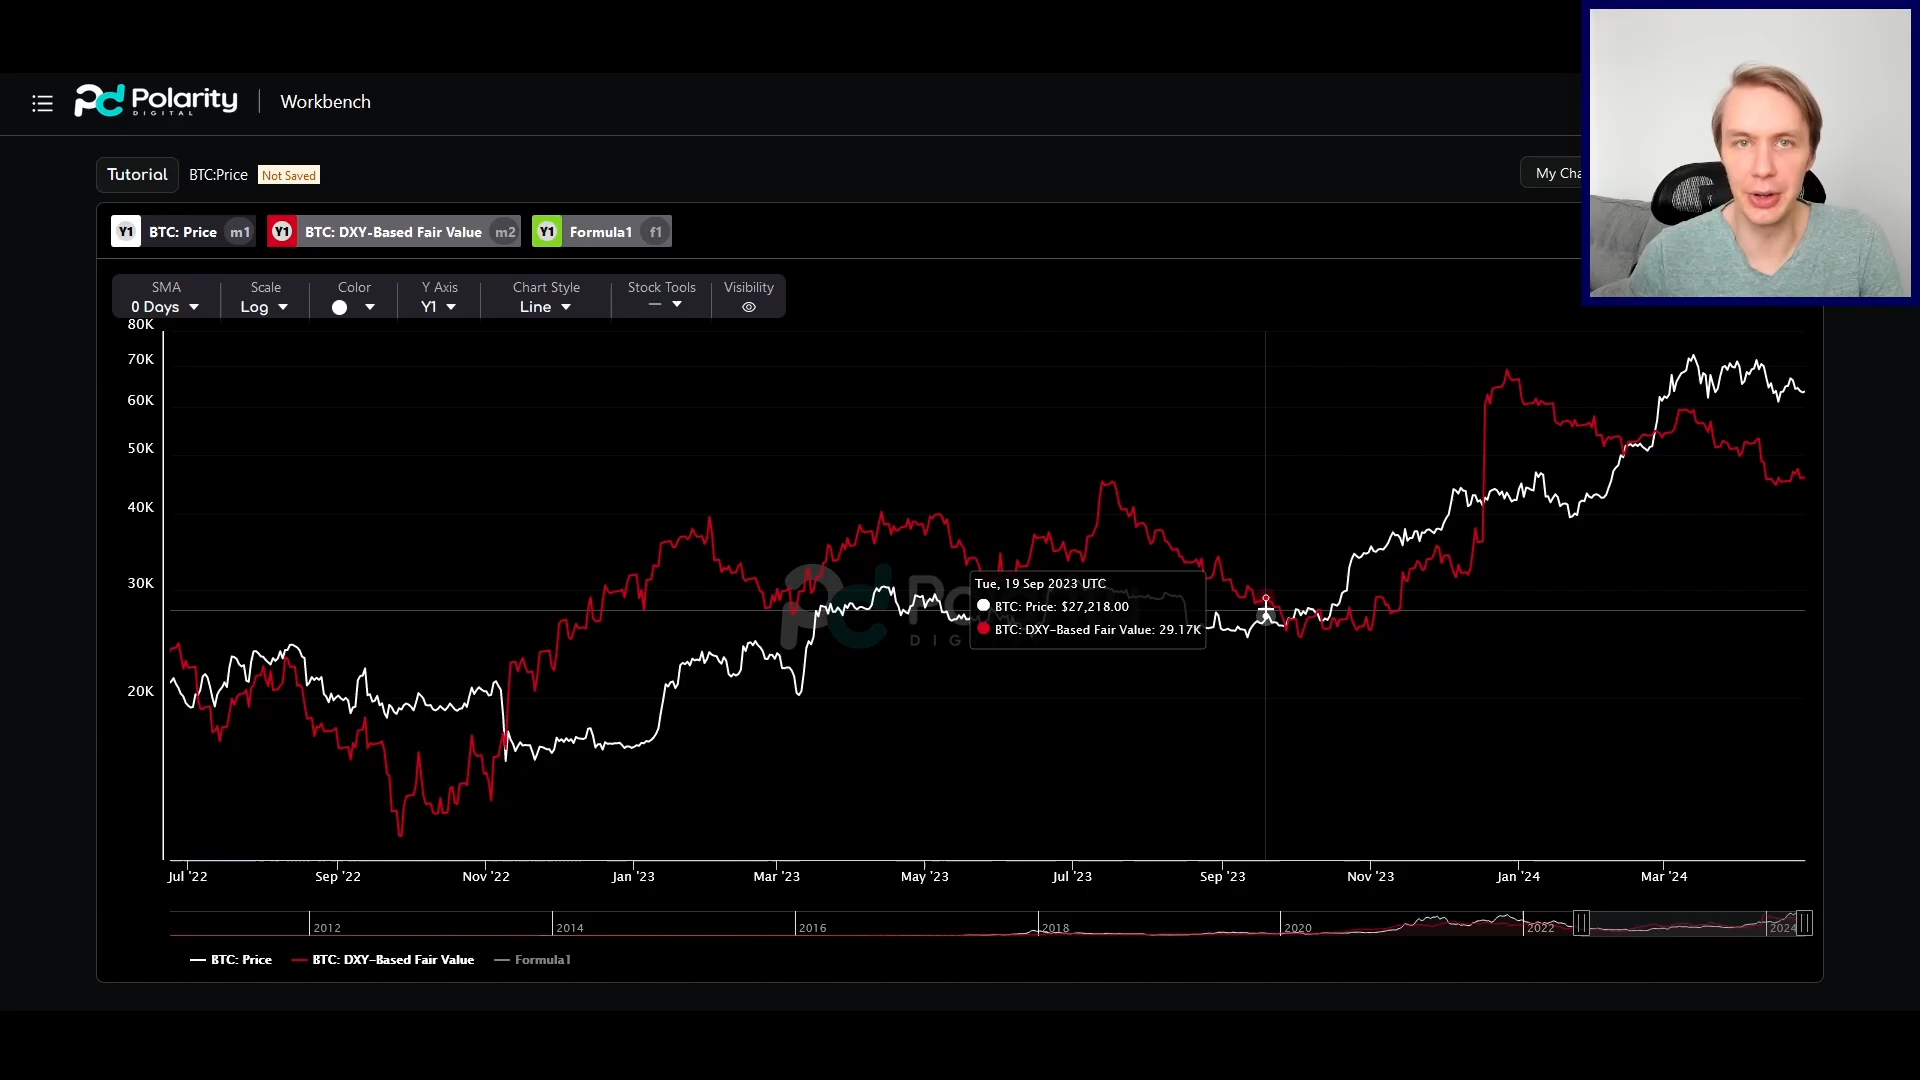 Polarity
DIGITAL
Workbench
Tutorial
BTC:Price
Not Saved
My Cha
Y1 BTC: Price m1
Y1 BTC: DXY-Based Fair Value m2
Y1 Formula1 f1
SMA
0 Days
Scale
Log
Color
Y Axis
Y1
Chart Style
Line
Stock Tools
Visibility
80K
70K
60K
50K
40K
30K
20K
Tue, 19 Sep 2023 UTC
BTC: Price: $27,218.00
BTC: DXY-Based Fair Value: 29.17K
DIG
Jul '22
Sep '22
Nov '22
Jan '23
Mar '23
May '23
Jul '23
Sep '23
Nov '23
Jan '24
Mar '24
2012
2014
2016
2018
2020
2022
2024
BTC: Price
BTC: DXY-Based Fair Value
Formula1